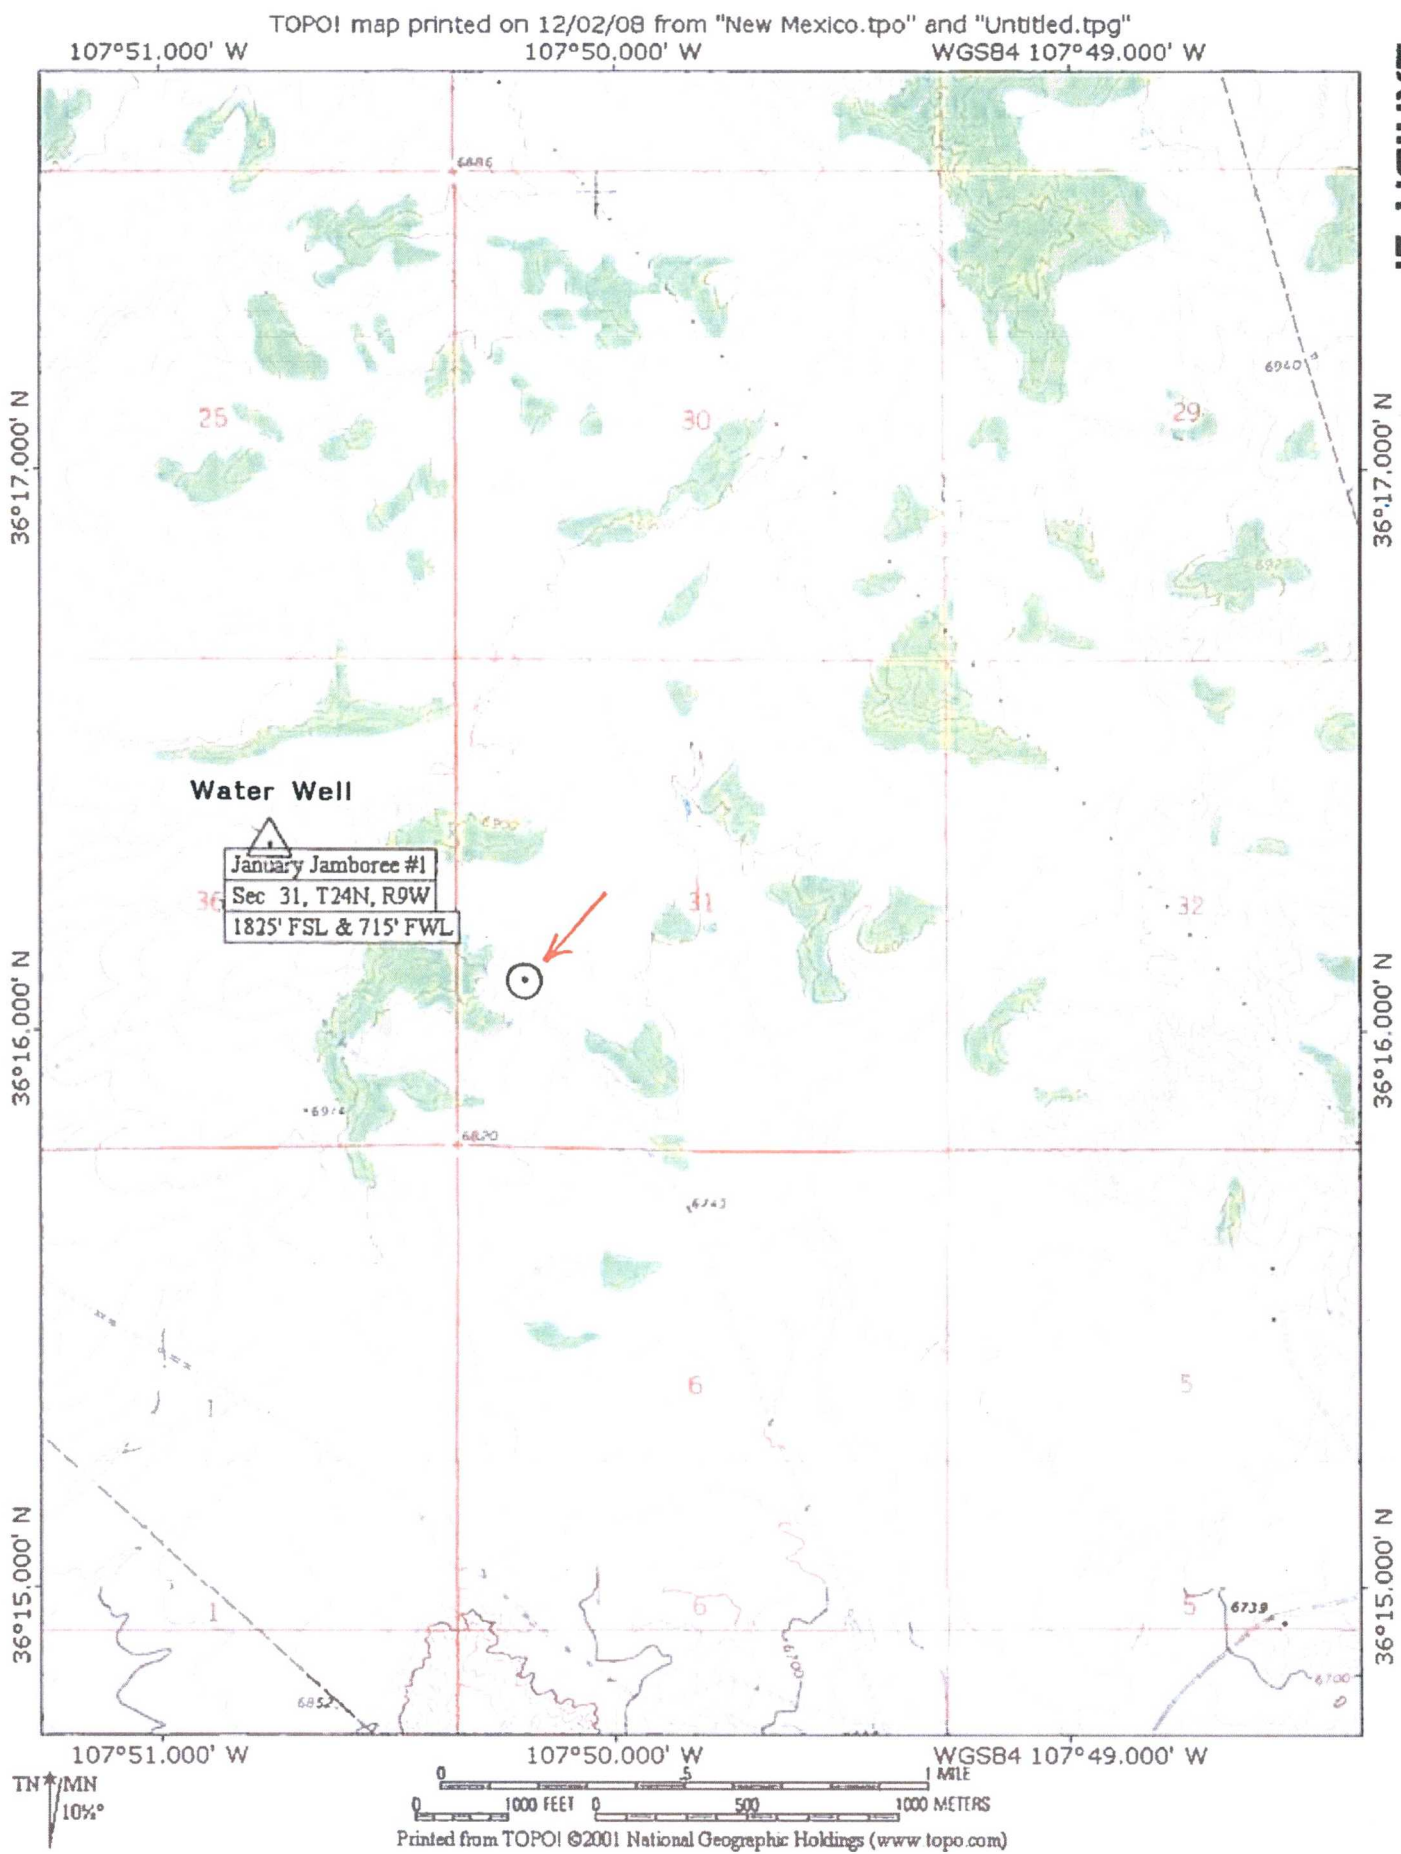 TOPO! map printed on 12/02/08 from "New Mexico.tpo" and "Untitled.tpg"
107°51.000' W 107°50.000' W WGS84 107°49.000' W
6886
6940
25 30 29
36°17.000' N 36°17.000' N
Water Well
6900
January Jamboree #1
Sec 31, T24N, R9W
1825' FSL & 715' FWL
36 31 32
36°16.000' N 36°16.000' N
6820
6 5
1
36°15.000' N 36°15.000' N
1 6 5 6739
6700
6700
6852
107°51.000' W 107°50.000' W WGS84 107°49.000' W
TN MN
10½°
0 .5 1 MILE
0 1000 FEET 0 500 1000 METERS
Printed from TOPO! ©2001 National Geographic Holdings (www.topo.com)